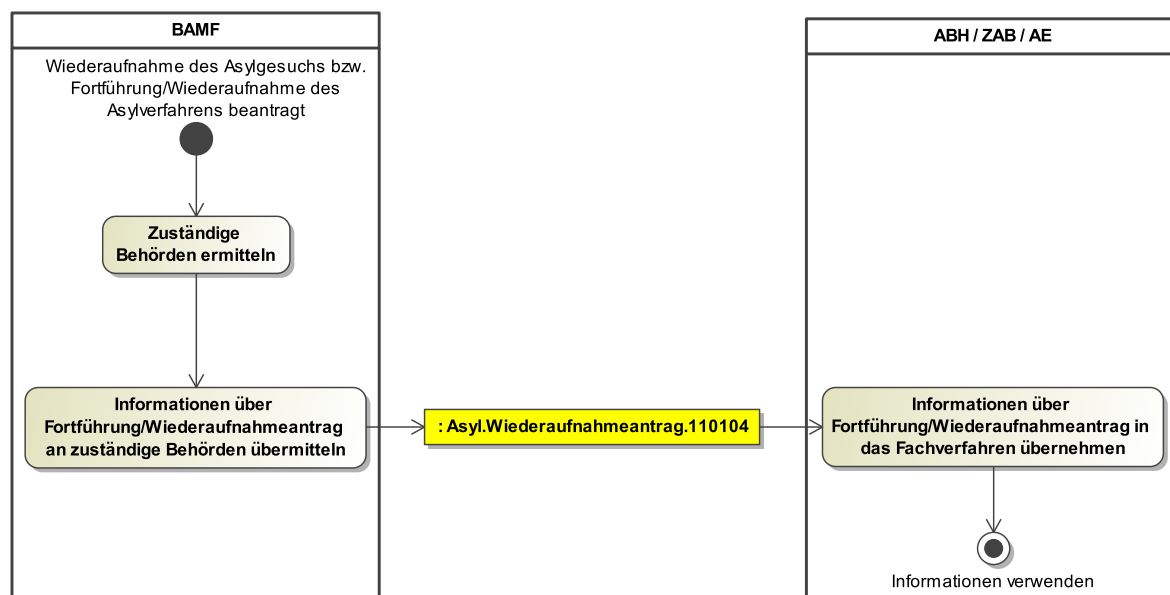 BAMF
Wiederaufnahme des Asylgesuchs bzw.
Fortführung/Wiederaufnahme des
Asylverfahrens beantragt
Zuständige
Behörden ermitteln
Informationen über
Fortführung/Wiederaufnahmeantrag
an zuständige Behörden übermitteln
: Asyl.Wiederaufnahmeantrag.110104
ABH / ZAB / AE
Informationen über
Fortführung/Wiederaufnahmeantrag in
das Fachverfahren übernehmen
Informationen verwenden